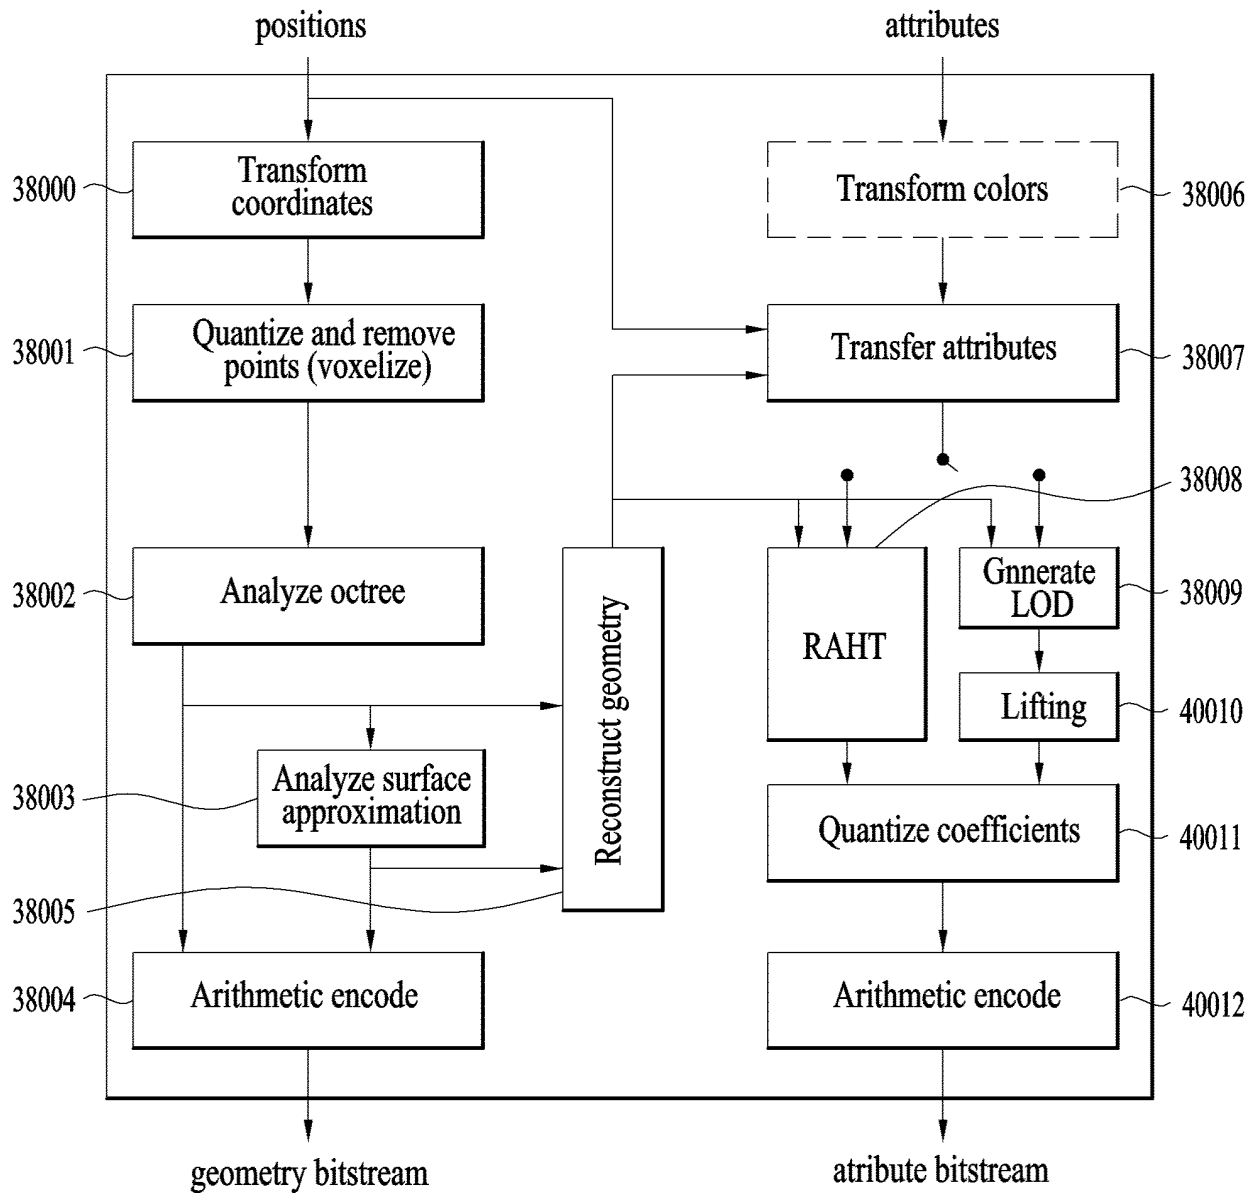 positions
attributes
Transform
coordinates
38000
Transform colors
38006
Quantize and remove
points (voxelize)
38001
Transfer attributes
38007
38008
Analyze octree
38002
Reconstruct geometry
RAHT
Gnnerate
LOD
38009
Lifting
40010
Analyze surface
approximation
38003
Quantize coefficients
40011
38005
Arithmetic encode
38004
Arithmetic encode
40012
geometry bitstream
atribute bitstream